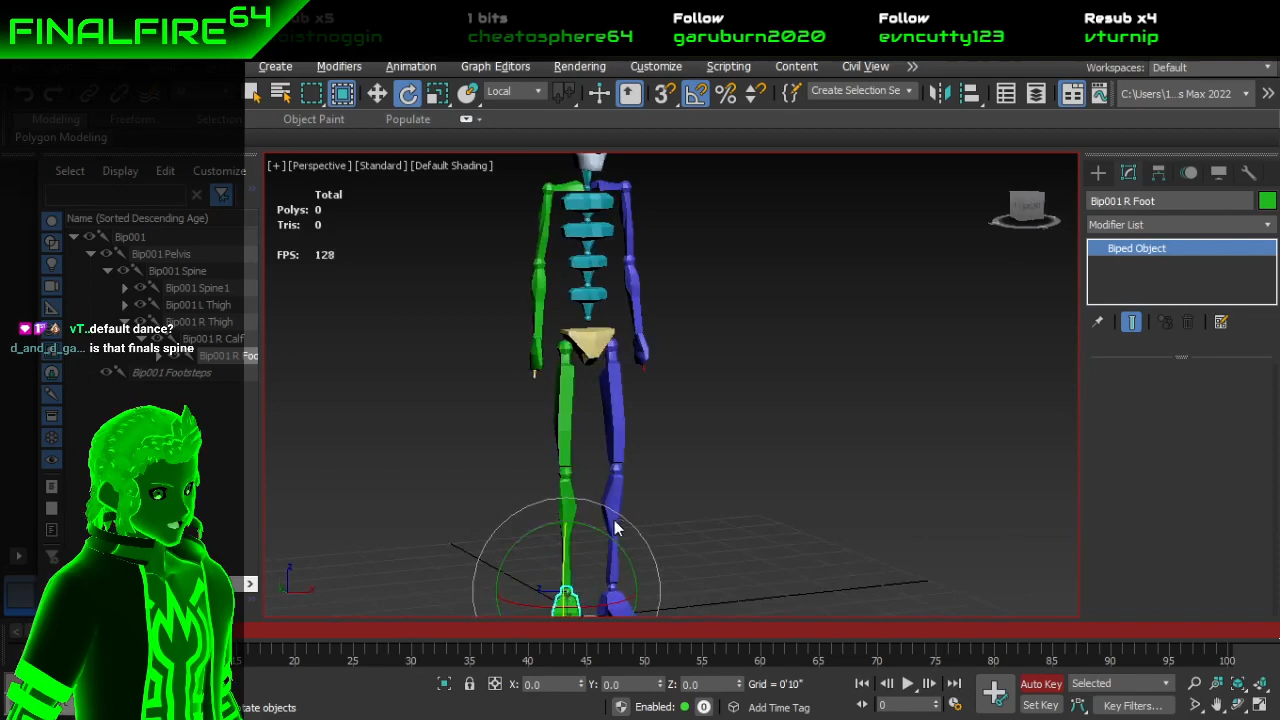 FINALFIRE64
Resub x5
1 bits
cheatosphere64
Follow
garuburn2020
Follow
evncutty123
Resub x4
vturnip
Create
Modifiers
Animation
Graph Editors
Rendering
Customize
Scripting
Content
Civil View
Workspaces: Default
Local
Create Selection Se
C:\Users\1...s Max 2022
Modeling
Freeform
Selection
Object Paint
Populate
Polygon Modeling
Select
Display
Edit
Customize
Name (Sorted Descending Age)
Bip001
Bip001 Pelvis
Bip001 Spine
Bip001 Spine1
Bip001 L Thigh
Bip001 R Thigh
Bip001 R Calf
Bip001 R Foo
Bip001 Footsteps
vT..default dance?
d_and_d_ga... is that finals spine
[+] [Perspective] [Standard] [Default Shading]
Total
Polys: 0
Tris: 0
FPS: 128
Bip001 R Foot
Modifier List
Biped Object
15 20 25 30 35 40 45 50 55 60 65 70 75 80 85 90 95 100
X: 0.0
Y: 0.0
Z: 0.0
Grid = 0'10"
otate objects
Enabled:
0
Add Time Tag
0
Auto Key
Selected
Set Key
Key Filters...